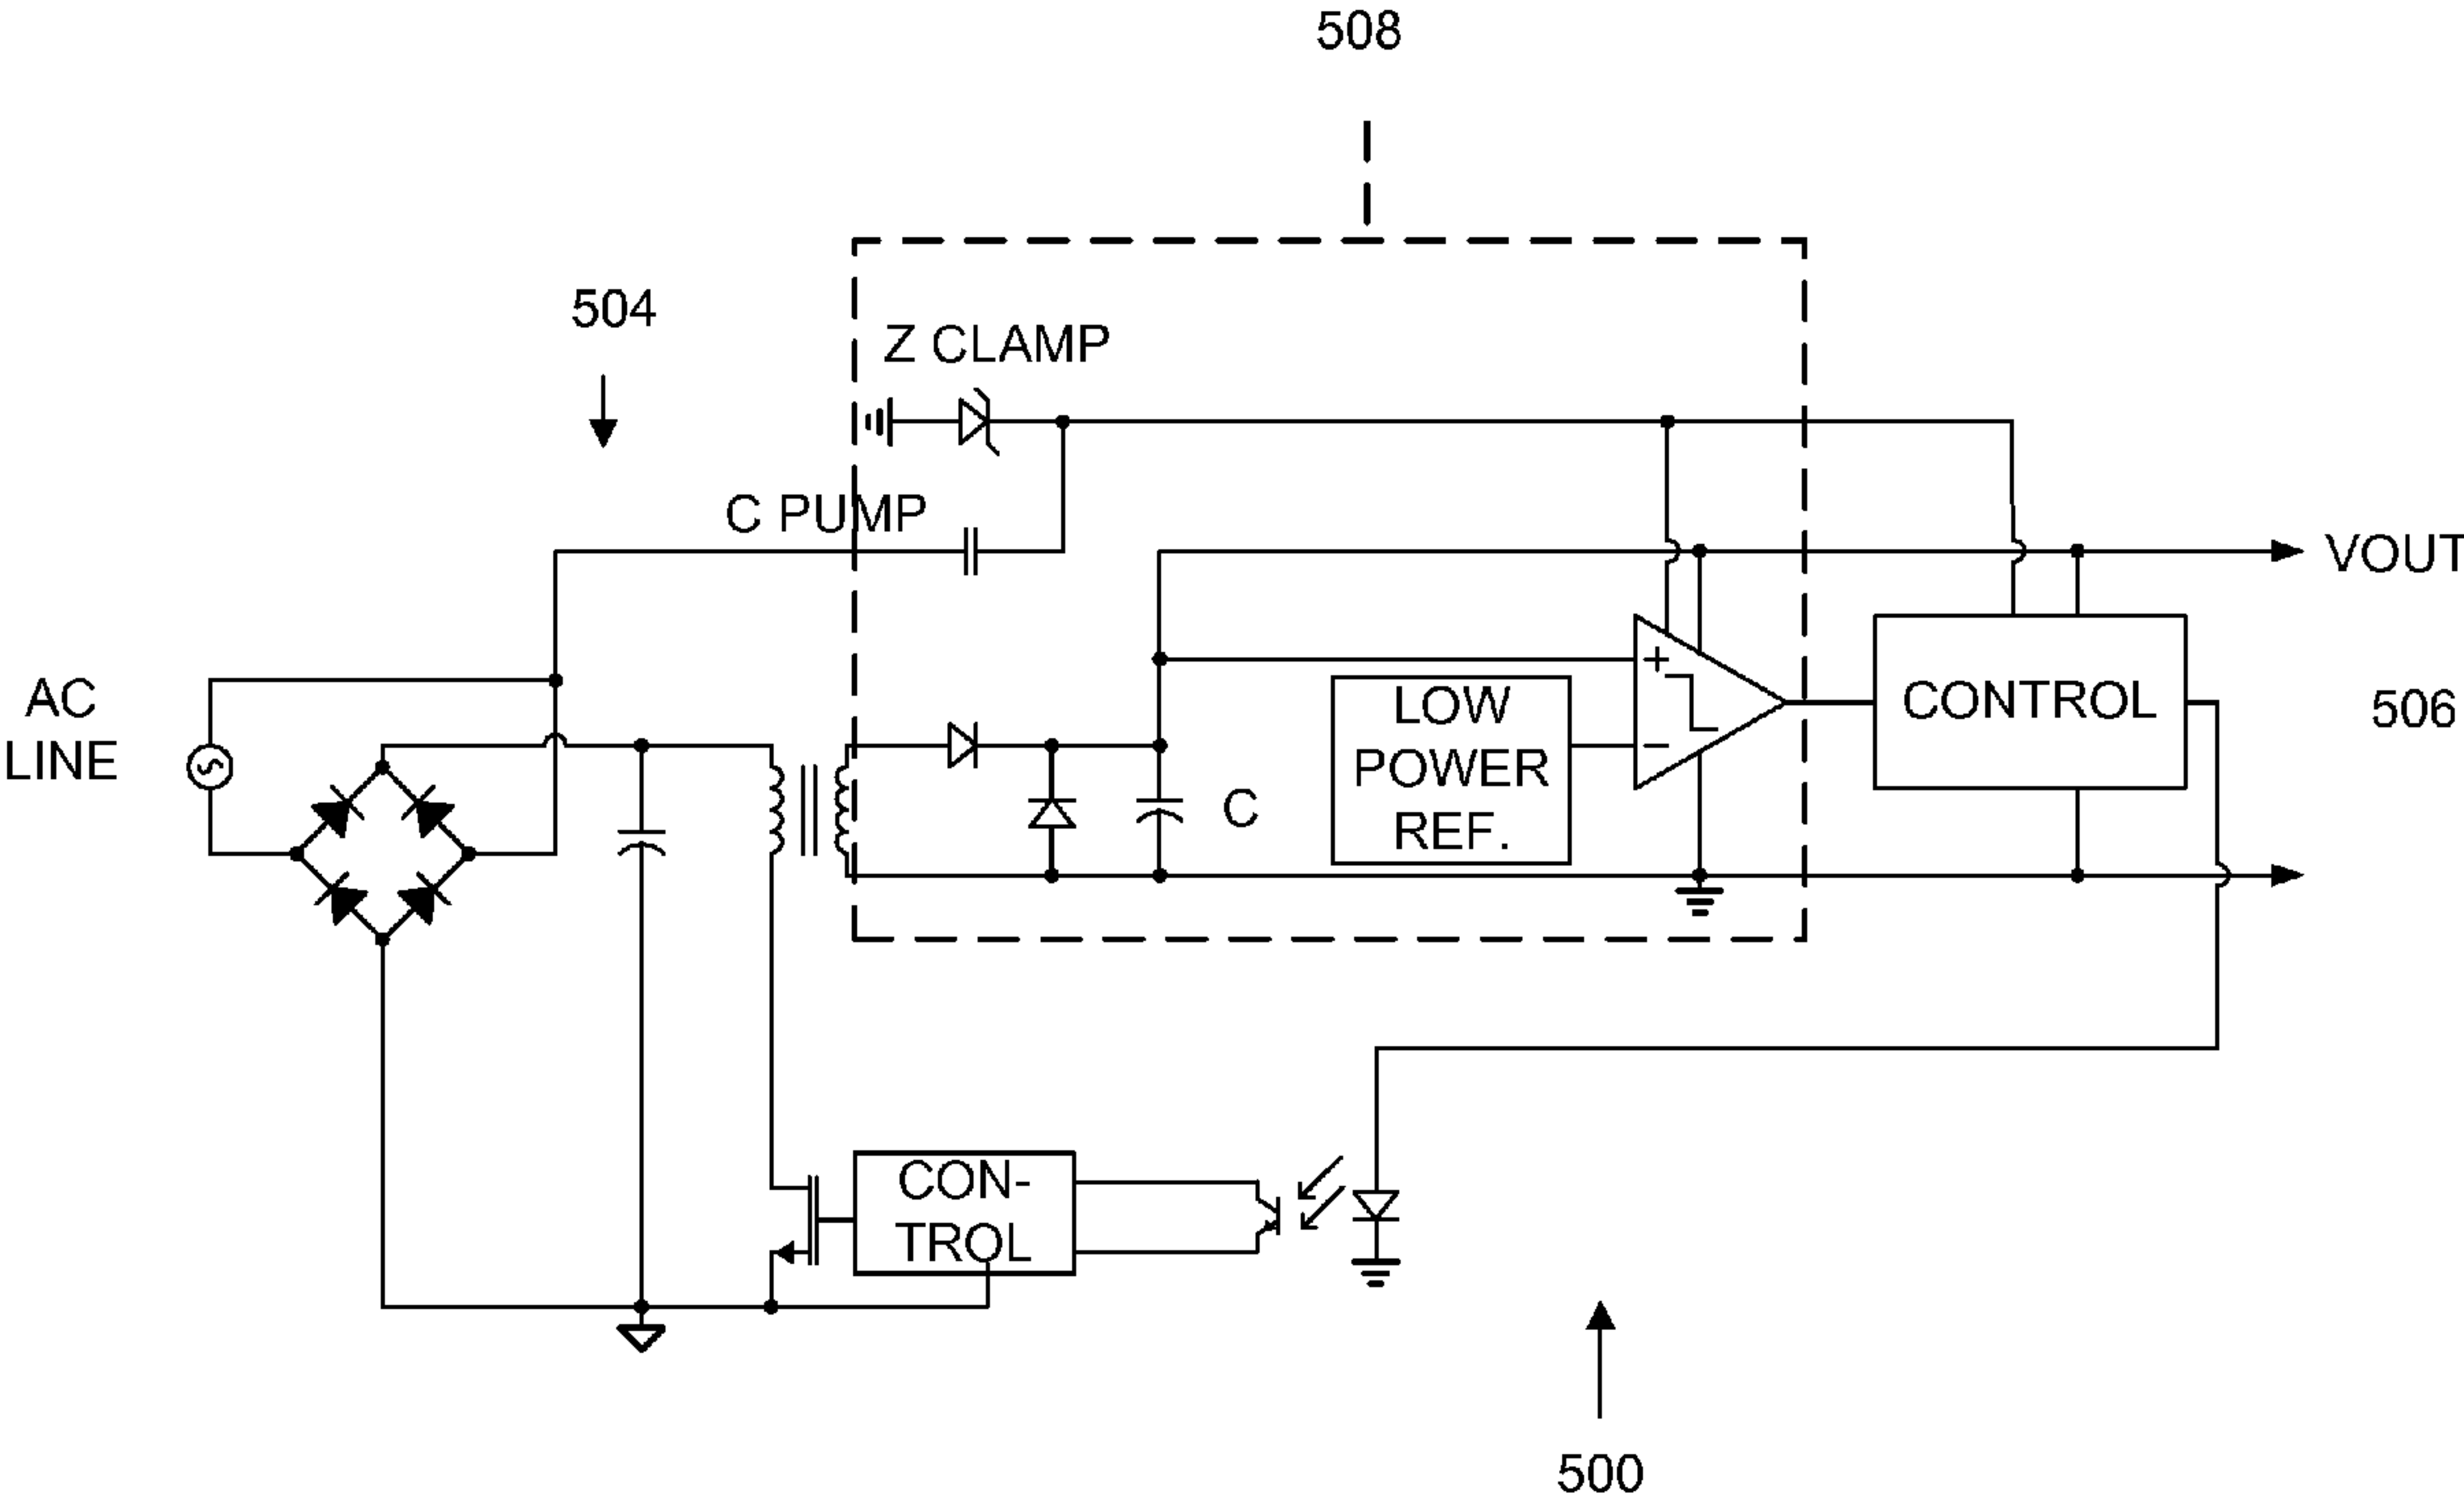 508
504
Z CLAMP
C PUMP
VOUT
AC
LINE
+
−
LOW
POWER
REF.
C
CONTROL
506
CON-
TROL
500